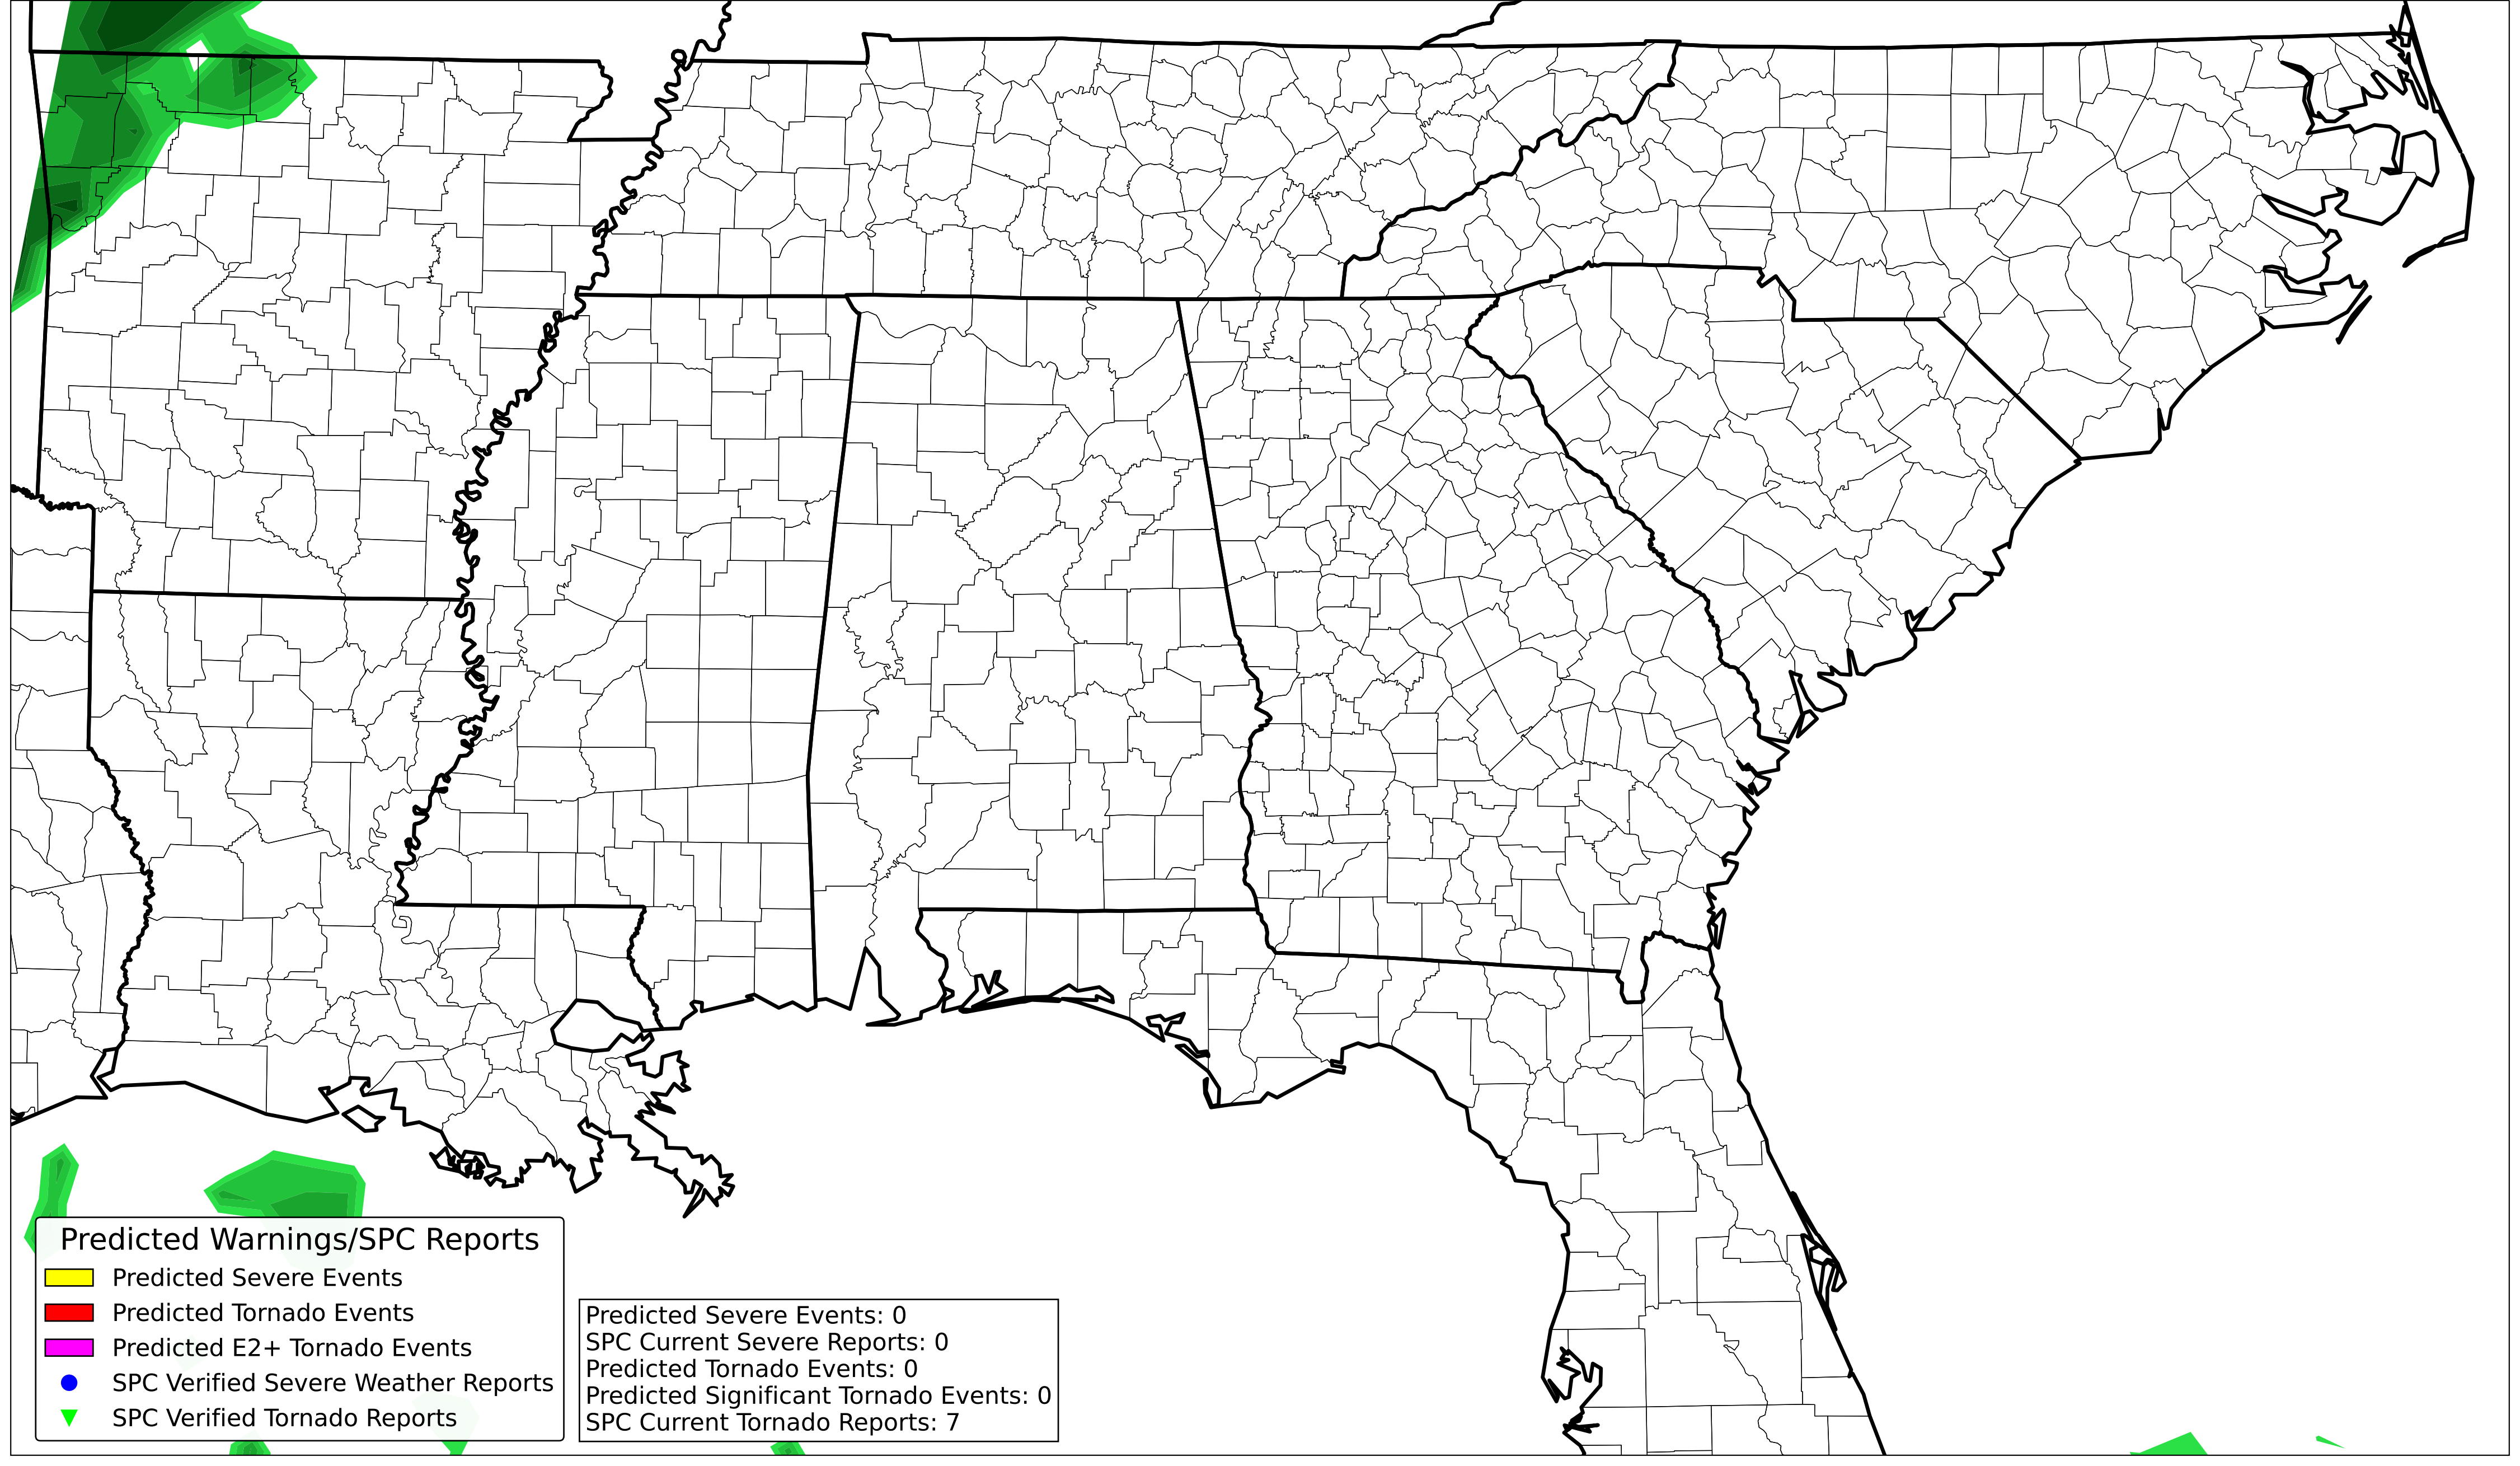 Predicted Warnings/SPC Reports
Predicted Severe Events
Predicted Tornado Events
Predicted E2+ Tornado Events
SPC Verified Severe Weather Reports
SPC Verified Tornado Reports
Predicted Severe Events: 0
SPC Current Severe Reports: 0
Predicted Tornado Events: 0
Predicted Significant Tornado Events: 0
SPC Current Tornado Reports: 7